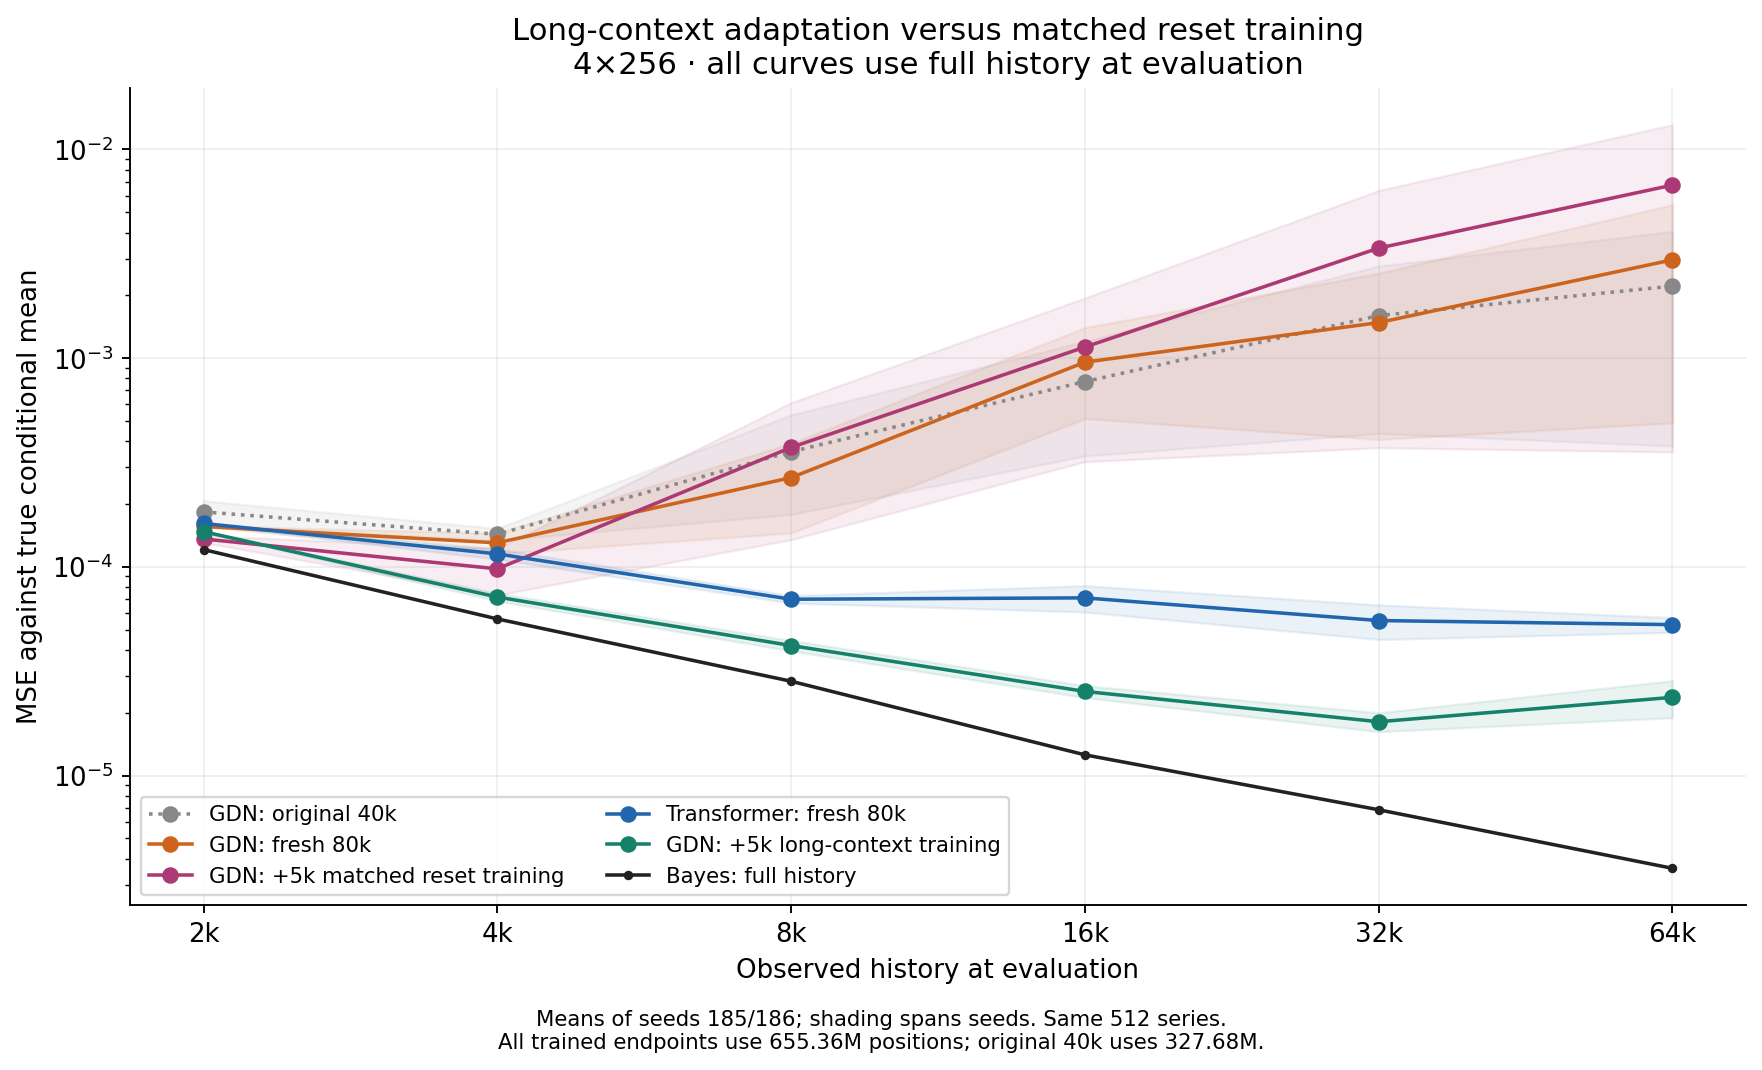 Long-context adaptation versus matched reset training
4×256 · all curves use full history at evaluation
MSE against true conditional mean
10⁻²
10⁻³
10⁻⁴
10⁻⁵
GDN: original 40k
GDN: fresh 80k
GDN: +5k matched reset training
Transformer: fresh 80k
GDN: +5k long-context training
Bayes: full history
2k 4k 8k 16k 32k 64k
Observed history at evaluation
Means of seeds 185/186; shading spans seeds. Same 512 series.
All trained endpoints use 655.36M positions; original 40k uses 327.68M.